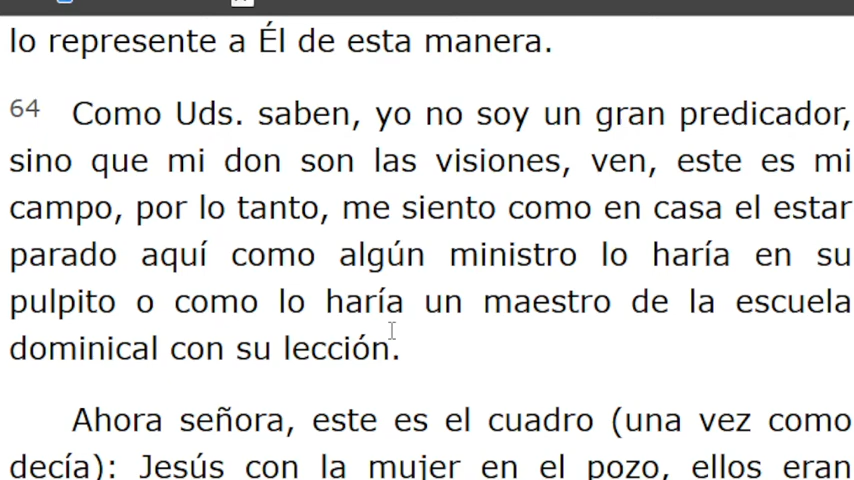 lo represente a Él de esta manera.
64 Como Uds. saben, yo no soy un gran predicador,
sino que mi don son las visiones, ven, este es mi
campo, por lo tanto, me siento como en casa el estar
parado aquí como algún ministro lo haría en su
pulpito o como lo haría un maestro de la escuela
dominical con su lección.
Ahora señora, este es el cuadro (una vez como
decía): Jesús con la mujer en el pozo, ellos eran